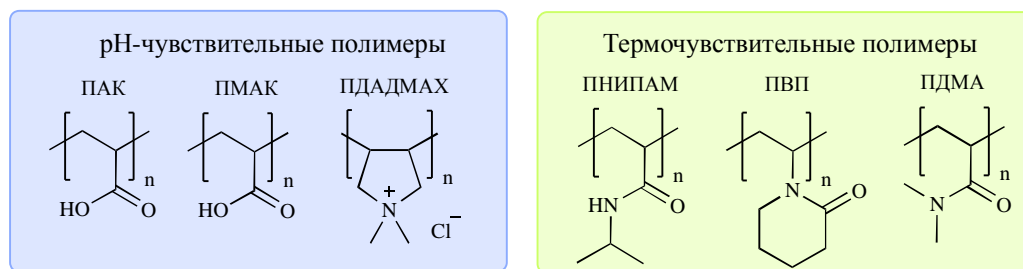 pH-чувствительные полимеры
ПАК
ПМАК
ПДАДМАХ
n
HO
O
n
HO
O
n
N
+
Cl
−
Термочувствительные полимеры
ПНИПАМ
ПВП
ПДМА
n
HN
O
n
N
O
n
N
O